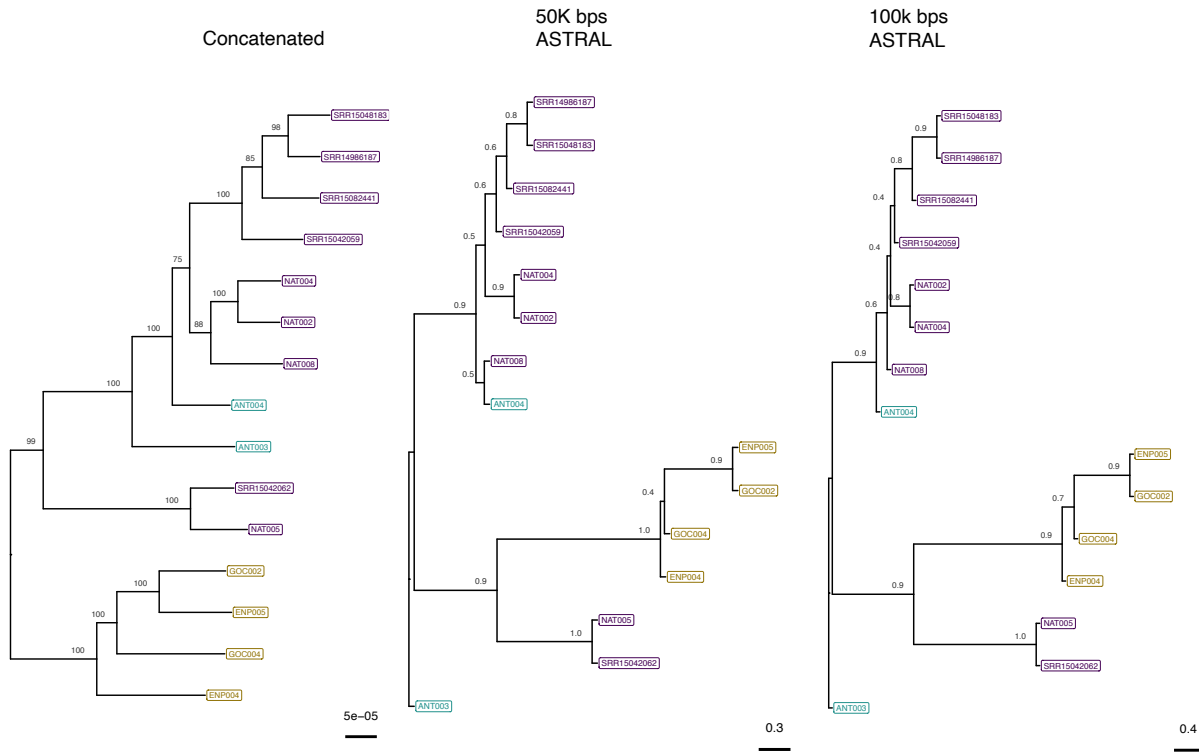 Concatenated
SRR15048183
98
SRR14986187
85
SRR15082441
100
SRR15042059
75
NAT004
100
NAT002
88
NAT008
100
ANT004
100
ANT003
99
SRR15042062
100
NAT005
GOC002
100
ENP005
100
GOC004
100
ENP004
5e−05
50K bps
ASTRAL
SRR14986187
0.8
SRR15048183
0.6
SRR15082441
0.6
SRR15042059
0.5
NAT004
0.9
NAT002
0.9
NAT008
0.5
ANT004
ENP005
0.9
GOC002
0.4
GOC004
1.0
ENP004
0.9
NAT005
1.0
SRR15042062
ANT003
0.3
100k bps
ASTRAL
SRR15048183
0.9
SRR14986187
0.8
SRR15082441
0.4
SRR15042059
0.4
NAT002
0.8
NAT004
0.6
NAT008
0.9
ANT004
ENP005
0.9
GOC002
0.7
GOC004
0.9
ENP004
0.9
NAT005
1.0
SRR15042062
ANT003
0.4